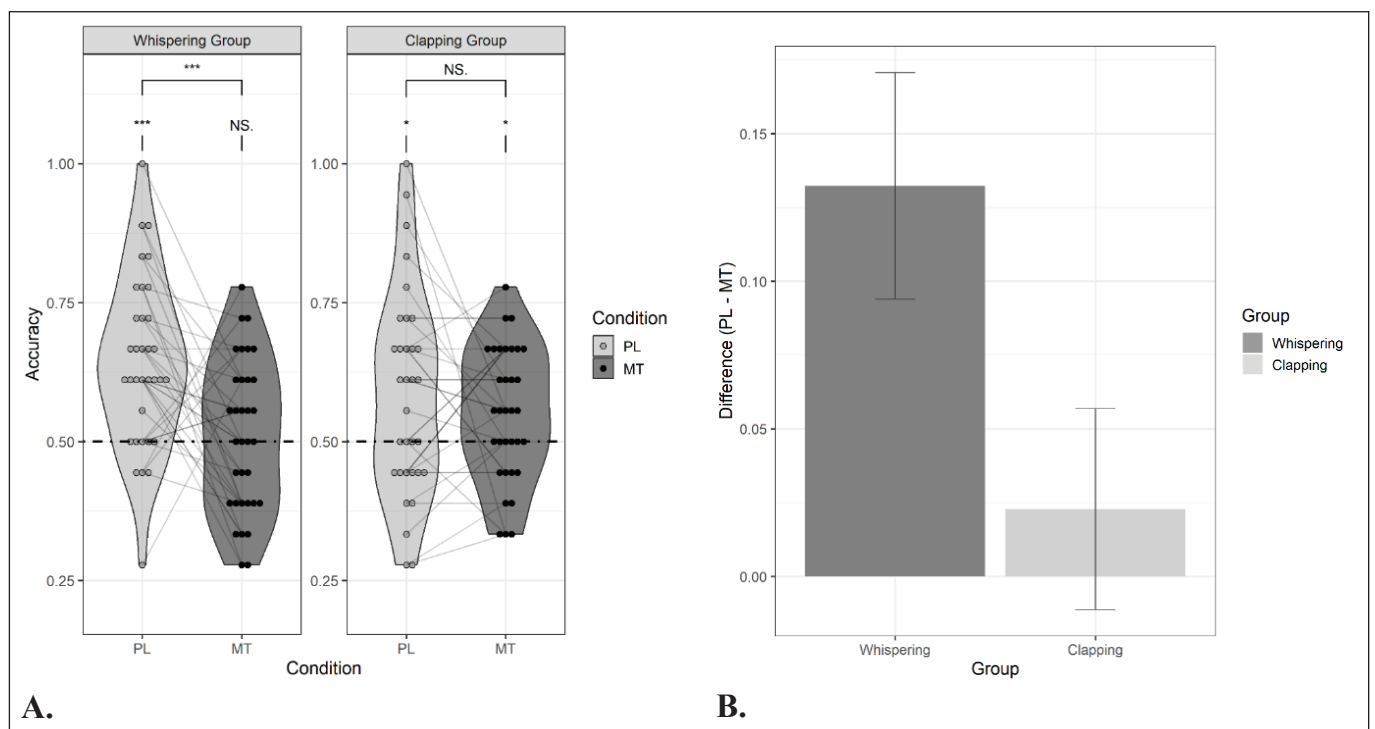 Whispering Group
Clapping Group
***
NS.
***
NS.
*
*
1.00
0.75
0.50
0.25
Accuracy
1.00
0.75
0.50
0.25
PL
MT
PL
MT
Condition
Condition
PL
MT
A.
0.15
0.10
0.05
0.00
Difference (PL - MT)
Whispering
Clapping
Group
Group
Whispering
Clapping
B.